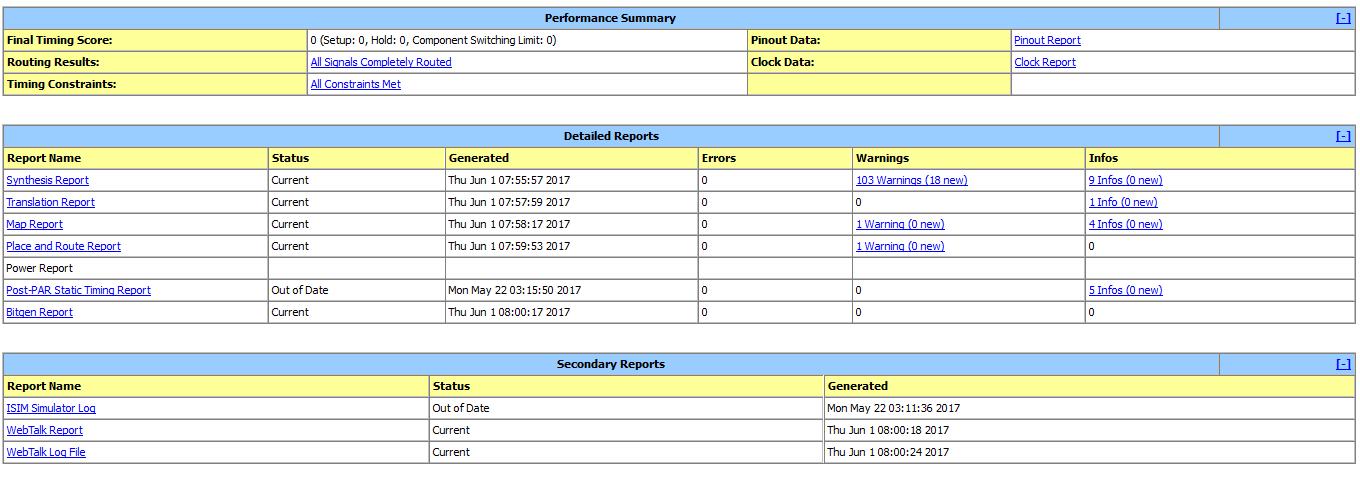 Performance Summary [-]
Final Timing Score: 0 (Setup: 0, Hold: 0, Component Switching Limit: 0) Pinout Data: Pinout Report
Routing Results: All Signals Completely Routed Clock Data: Clock Report
Timing Constraints: All Constraints Met
Detailed Reports [-]
Report Name Status Generated Errors Warnings Infos
Synthesis Report Current Thu Jun 1 07:55:57 2017 0 103 Warnings (18 new) 9 Infos (0 new)
Translation Report Current Thu Jun 1 07:57:59 2017 0 0 1 Info (0 new)
Map Report Current Thu Jun 1 07:58:17 2017 0 1 Warning (0 new) 4 Infos (0 new)
Place and Route Report Current Thu Jun 1 07:59:53 2017 0 1 Warning (0 new) 0
Power Report
Post-PAR Static Timing Report Out of Date Mon May 22 03:15:50 2017 0 0 5 Infos (0 new)
Bitgen Report Current Thu Jun 1 08:00:17 2017 0 0 0
Secondary Reports [-]
Report Name Status Generated
ISIM Simulator Log Out of Date Mon May 22 03:11:36 2017
WebTalk Report Current Thu Jun 1 08:00:18 2017
WebTalk Log File Current Thu Jun 1 08:00:24 2017